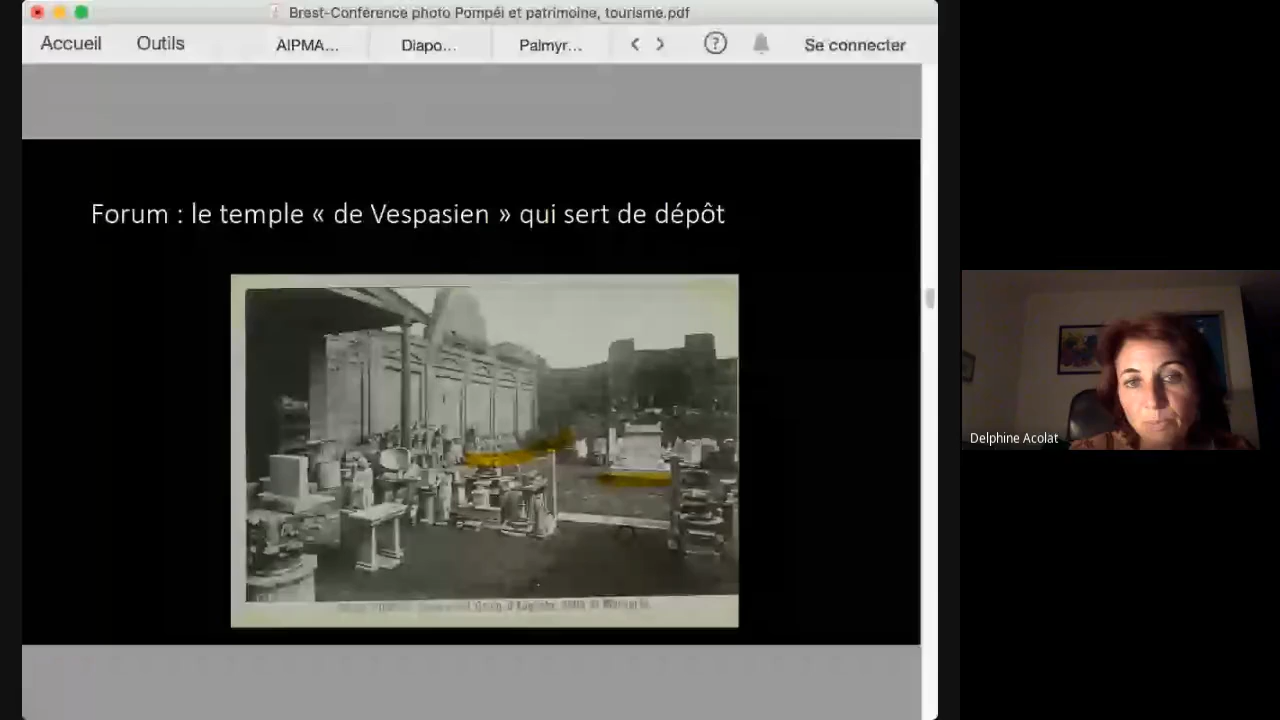 Brest-Conférence photo Pompéi et patrimoine, tourisme.pdf
Accueil Outils AIPMA... Diapo... Palmyr... ? Se connecter
Forum : le temple « de Vespasien » qui sert de dépôt
Delphine Acolat